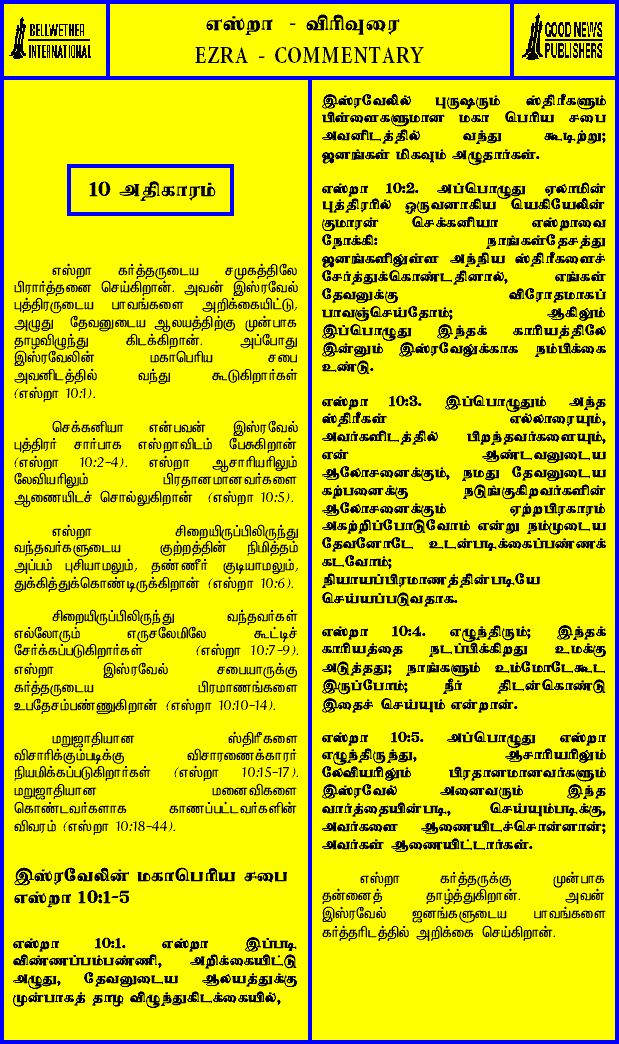 BELLWETHER
INTERNATIONAL
எஸ்றா - விரிவுரை
EZRA - COMMENTARY
GOOD NEWS
PUBLISHERS
10 அதிகாரம்
எஸ்றா கர்த்தருடைய சமுகத்திலே
பிரார்த்தனை செய்கிறான். அவன் இஸ்ரவேல்
புத்திரருடைய பாவங்களை அறிக்கையிட்டு,
அழுது தேவனுடைய ஆலயத்திற்கு முன்பாக
தாழவிழுந்து கிடக்கிறான். அப்போது
இஸ்ரவேலின் மகாபெரிய சபை
அவனிடத்தில் வந்து கூடுகிறார்கள்
(எஸ்றா 10:1).
செக்கனியா என்பவன் இஸ்ரவேல்
புத்திரர் சார்பாக எஸ்றாவிடம் பேசுகிறான்
(எஸ்றா 10:2-4). எஸ்றா ஆசாரியரிலும்
லேவியரிலும் பிரதானமானவர்களை
ஆணையிடச் சொல்லுகிறான் (எஸ்றா 10:5).
எஸ்றா சிறையிருப்பிலிருந்து
வந்தவர்களுடைய குற்றத்தின் நிமித்தம்
அப்பம் புசியாமலும், தண்ணீர் குடியாமலும்,
துக்கித்துக்கொண்டிருக்கிறான் (எஸ்றா 10:6).
சிறையிருப்பிலிருந்து வந்தவர்கள்
எல்லோரும் எருசலேமிலே கூட்டிச்
சேர்க்கப்படுகிறார்கள் (எஸ்றா 10:7-9).
எஸ்றா இஸ்ரவேல் சபையாருக்கு
கர்த்தருடைய பிரமாணங்களை
உபதேசம்பண்ணுகிறான் (எஸ்றா 10:10-14).
மறுஜாதியான ஸ்திரீகளை
விசாரிக்கும்படிக்கு விசாரணைக்காரர்
நியமிக்கப்படுகிறார்கள் (எஸ்றா 10:15-17).
மறுஜாதியான மனைவிகளை
கொண்டவர்களாக காணப்பட்டவர்களின்
விவரம் (எஸ்றா 10:18-44).
இஸ்ரவேலின் மகாபெரிய சபை
எஸ்றா 10:1-5
எஸ்றா 10:1. எஸ்றா இப்படி
விண்ணப்பம்பண்ணி, அறிக்கையிட்டு
அழுது, தேவனுடைய ஆலயத்துக்கு
முன்பாகத் தாழ விழுந்துகிடக்கையில்,
இஸ்ரவேலில் புருஷரும் ஸ்திரீகளும்
பிள்ளைகளுமான மகா பெரிய சபை
அவனிடத்தில் வந்து கூடிற்று;
ஜனங்கள் மிகவும் அழுதார்கள்.
எஸ்றா 10:2. அப்பொழுது ஏலாமின்
புத்திரரில் ஒருவனாகிய யெகியேலின்
குமாரன் செக்கனியா எஸ்றாவை
நோக்கி: நாங்கள்தேசத்து
ஜனங்களிலுள்ள அந்நிய ஸ்திரீகளைச்
சேர்த்துக்கொண்டதினால், எங்கள்
தேவனுக்கு விரோதமாகப்
பாவஞ்செய்தோம்; ஆகிலும்
இப்பொழுது இந்தக் காரியத்திலே
இன்னும் இஸ்ரவேலுக்காக நம்பிக்கை
உண்டு.
எஸ்றா 10:3. இப்பொழுதும் அந்த
ஸ்திரீகள் எல்லாரையும்,
அவர்களிடத்தில் பிறந்தவர்களையும்,
என் ஆண்டவனுடைய
ஆலோசனைக்கும், நமது தேவனுடைய
கற்பனைக்கு நடுங்குகிறவர்களின்
ஆலோசனைக்கும் ஏற்றபிரகாரம்
அகற்றிப்போடுவோம் என்று நம்முடைய
தேவனோடே உடன்படிக்கைப்பண்ணக்
கடவோம்;
நியாயப்பிரமாணத்தின்படியே
செய்யப்படுவதாக.
எஸ்றா 10:4. எழுந்திரும்; இந்தக்
காரியத்தை நடப்பிக்கிறது உமக்கு
அடுத்தது; நாங்களும் உம்மோடேகூட
இருப்போம்; நீர் திடன்கொண்டு
இதைச் செய்யும் என்றான்.
எஸ்றா 10:5. அப்பொழுது எஸ்றா
எழுந்திருந்து, ஆசாரியரிலும்
லேவியரிலும் பிரதானமானவர்களும்
இஸ்ரவேல் அனைவரும் இந்த
வார்த்தையின்படி, செய்யும்படிக்கு,
அவர்களை ஆணையிடச்சொன்னான்;
அவர்கள் ஆணையிட்டார்கள்.
எஸ்றா கர்த்தருக்கு முன்பாக
தன்னைத் தாழ்த்துகிறான். அவன்
இஸ்ரவேல் ஜனங்களுடைய பாவங்களை
கர்த்தரிடத்தில் அறிக்கை செய்கிறான்.